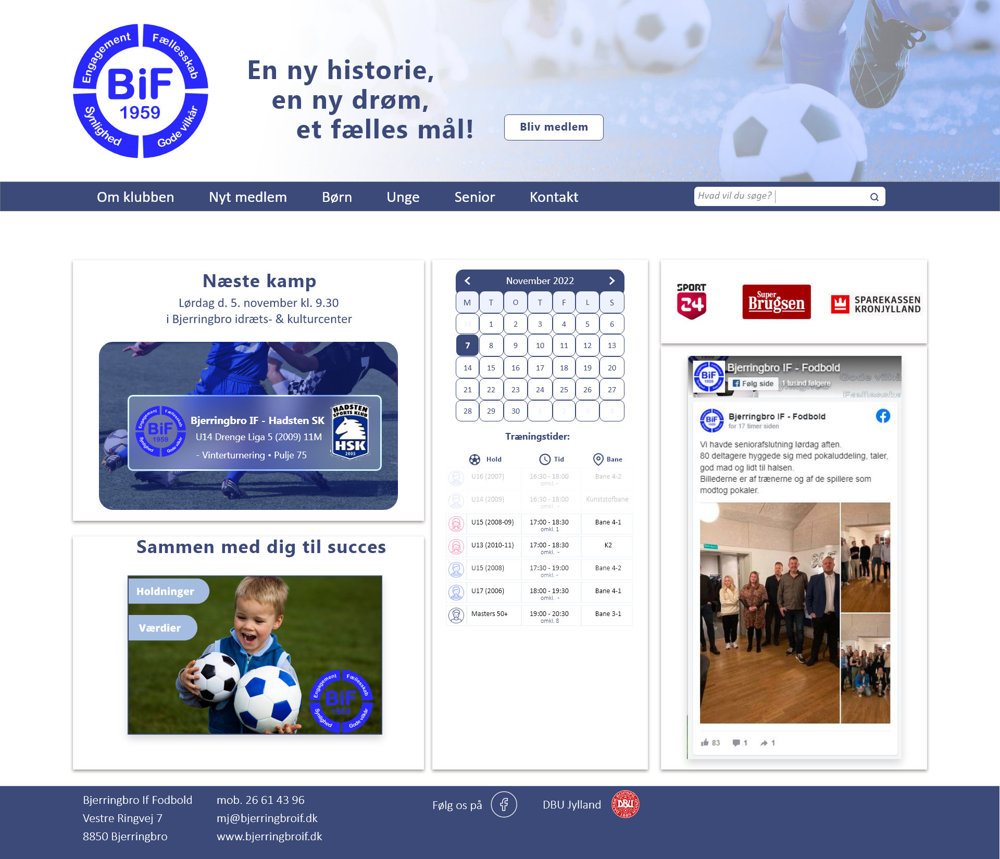 Engagement
Fællesskab
BiF
1959
Synlighed
Gode vilkår
En ny historie,
en ny drøm,
et fælles mål!
Bliv medlem
Om klubben
Nyt medlem
Børn
Unge
Senior
Kontakt
Hvad vil du søge?
Næste kamp
Lørdag d. 5. november kl. 9.30
i Bjerringbro idræts- & kulturcenter
Engagement
Fællesskab
BiF
1959
Synlighed
Gode vilkår
Bjerringbro IF - Hadsten SK
U14 Drenge Liga 5 (2009) 11M
- Vinterturnering • Pulje 75
HADSTEN
SPORTS KLUB
HSK
2005
Sammen med dig til succes
Holdninger
Værdier
Engagement
Fællesskab
BiF
1959
Synlighed
Gode vilkår
November 2022
M T O T F L S
31 1 2 3 4 5 6
7 8 9 10 11 12 13
14 15 16 17 18 19 20
21 22 23 24 25 26 27
28 29 30 1 2 3 4
Træningstider:
Hold Tid Bane
U16 (2007) 16:30 - 18:00 Bane 4-2
omkl. -
U14 (2009) 16:30 - 18:00 Kunststofbane
omkl. -
U15 (2008-09) 17:00 - 18:30 Bane 4-1
omkl. 1
U13 (2010-11) 17:00 - 18:30 K2
omkl. -
U15 (2008) 17:30 - 19:00 Bane 4-2
omkl. -
U17 (2006) 18:00 - 19:30 Bane 4-1
omkl. -
Masters 50+ 19:00 - 20:30 Bane 3-1
omkl. 8
SPORT
24
Super
Brugsen
SPAREKASSEN
KRONJYLLAND
BiF
1959
Bjerringbro IF - Fodbold
Følg side
1 tusind følgere
Gode vilkå
Fællesska
BiF
1959
Bjerringbro IF - Fodbold
for 17 timer siden
Vi havde seniorafslutning lørdag aften.
80 deltagere hyggede sig med pokaluddeling, taler,
god mad og lidt til halsen.
Billederne er af trænerne og af de spillere som
modtog pokaler.
83 1 1
Bjerringbro If Fodbold
Vestre Ringvej 7
8850 Bjerringbro
mob. 26 61 43 96
mj@bjerringbroif.dk
www.bjerringbroif.dk
Følg os på
DBU Jylland
DANSK BOLDSPIL-UNION
DBU
1889